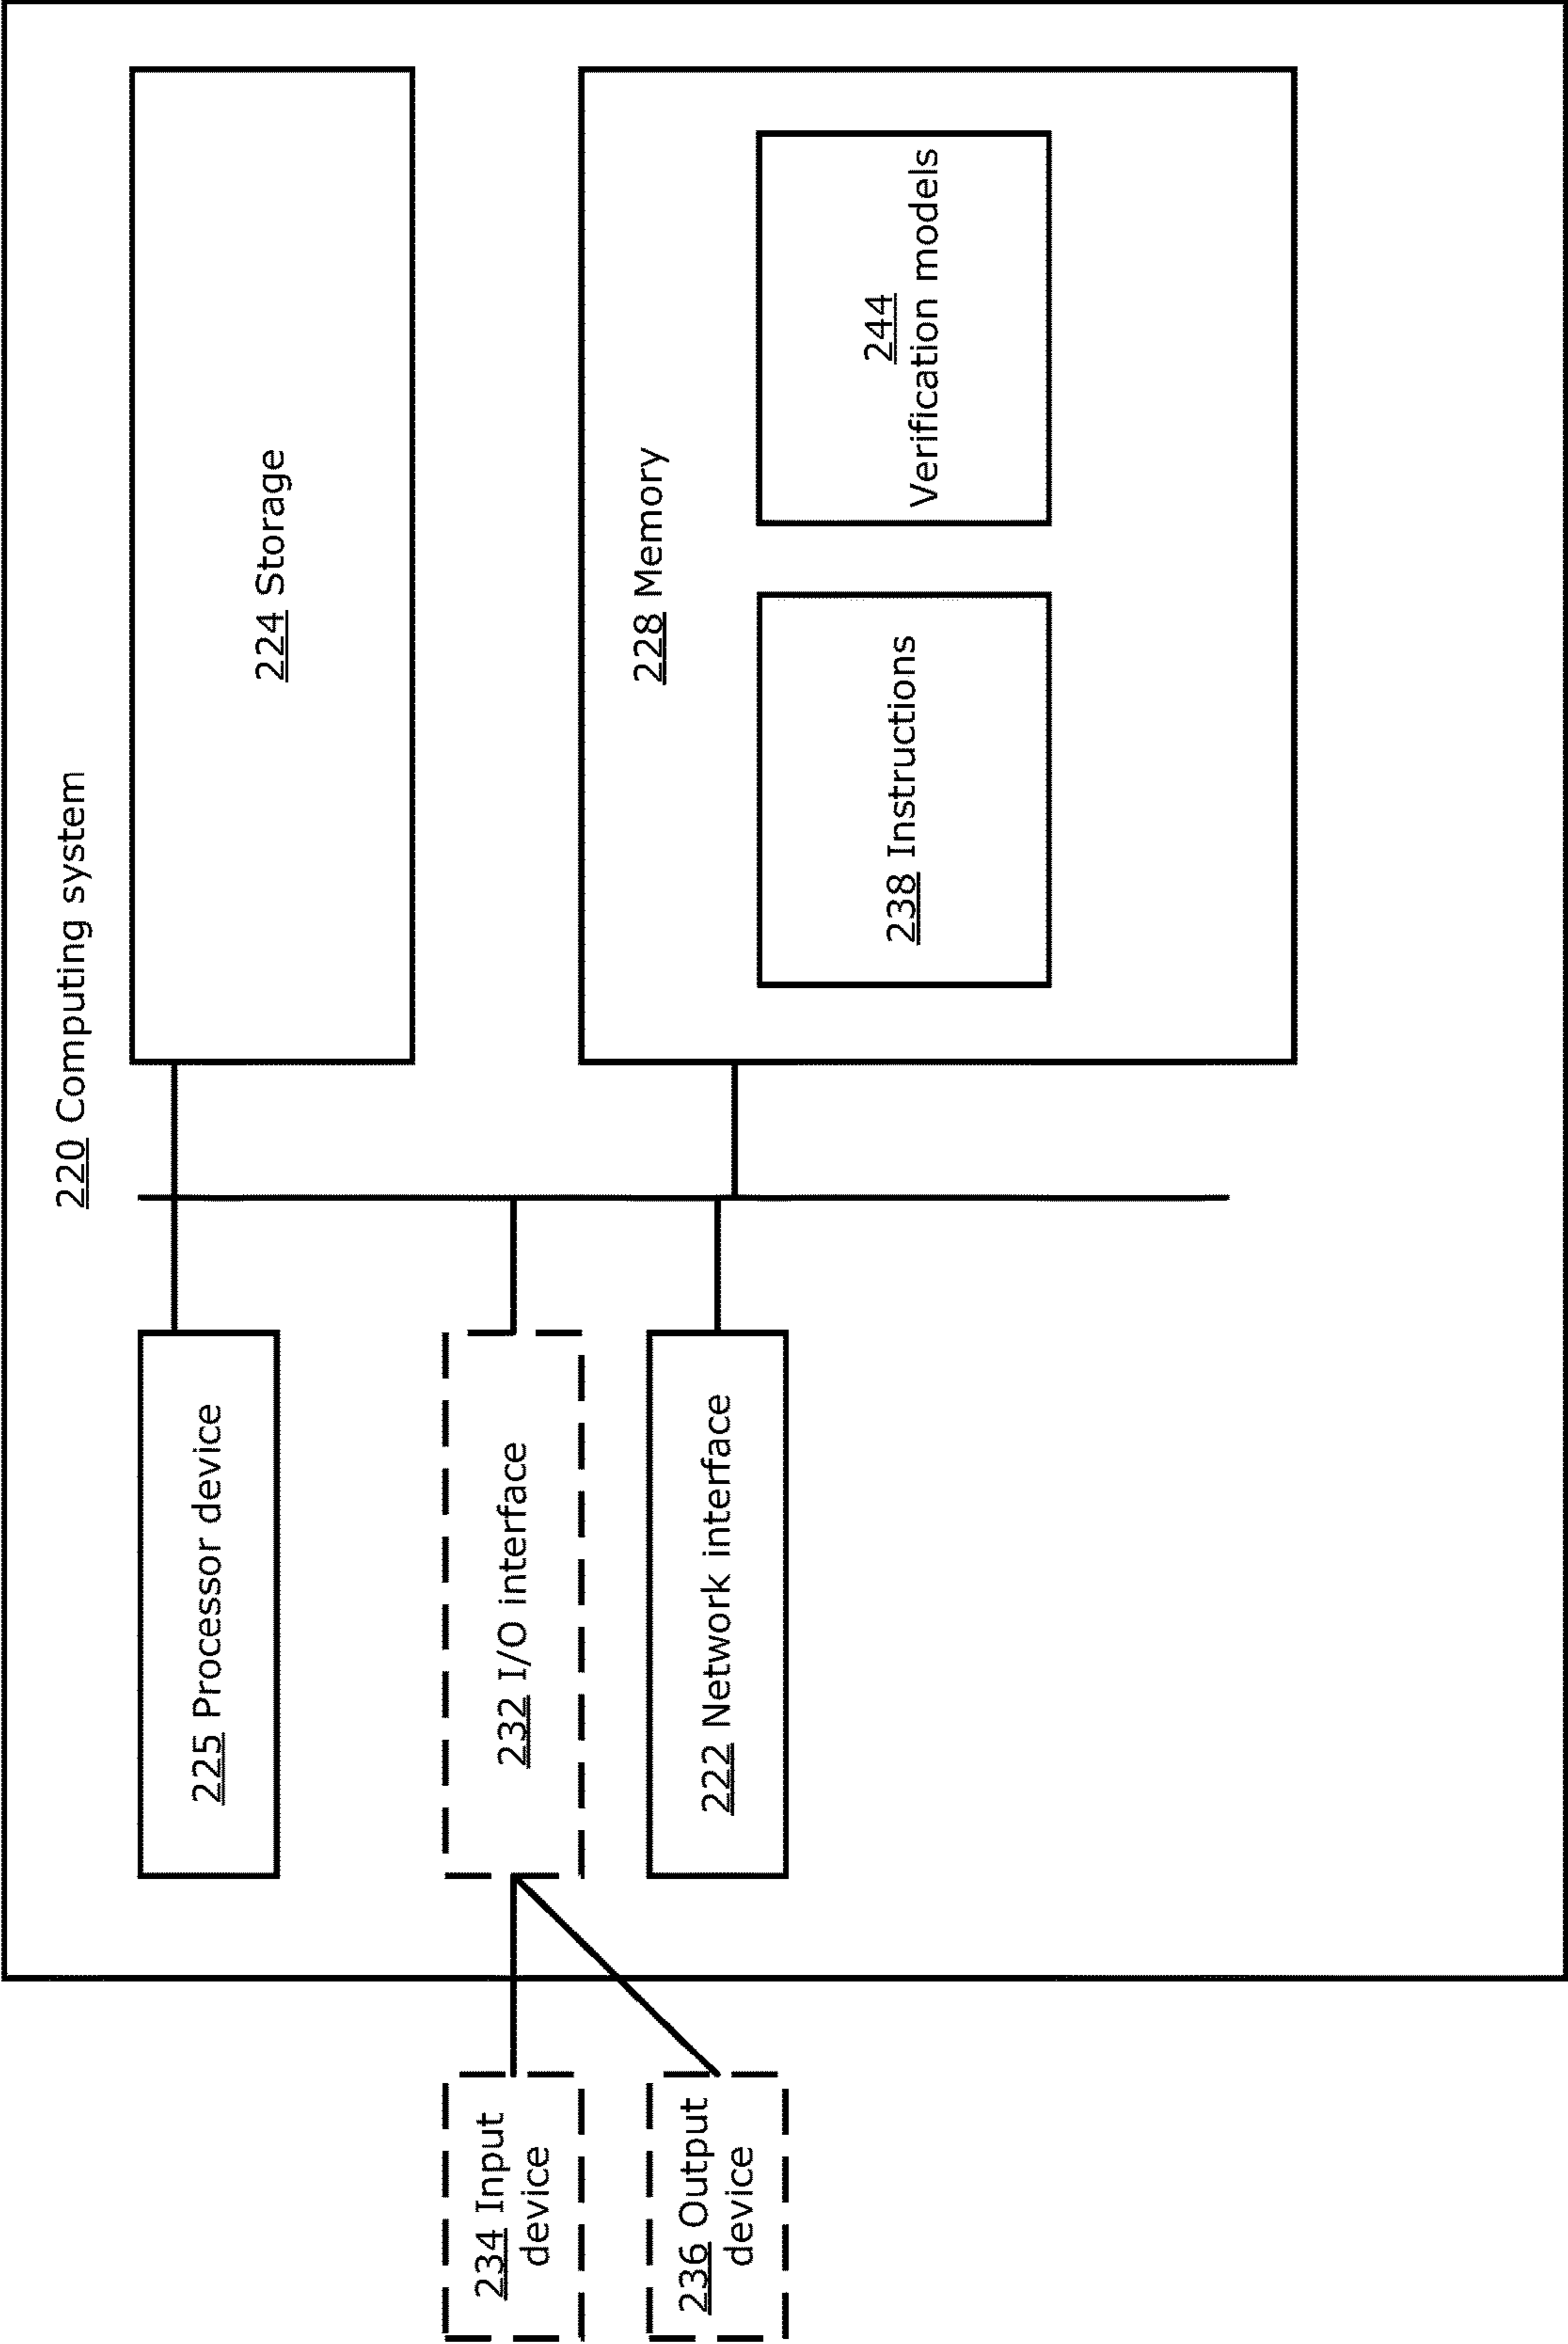 220 Computing system
225 Processor device
224 Storage
234 Input
device
232 I/O interface
236 Output
device
222 Network interface
228 Memory
238 Instructions
244
Verification models